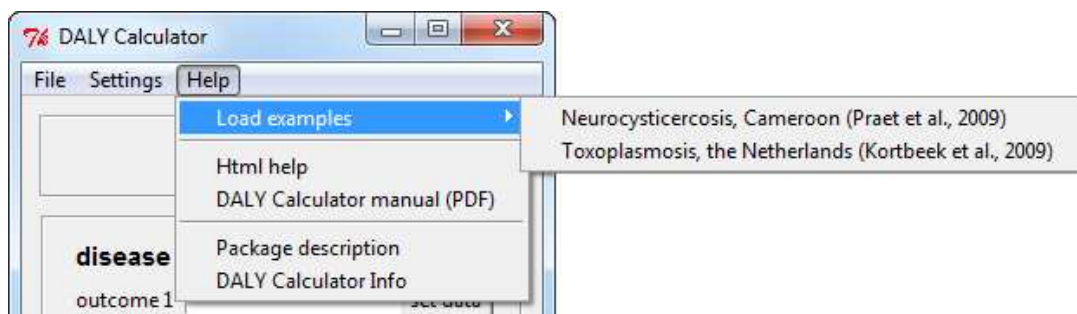 DALY Calculator
File Settings Help
Load examples
Neurocysticercosis, Cameroon (Praet et al., 2009)
Toxoplasmosis, the Netherlands (Kortbeek et al., 2009)
Html help
DALY Calculator manual (PDF)
Package description
DALY Calculator Info
disease
outcome 1